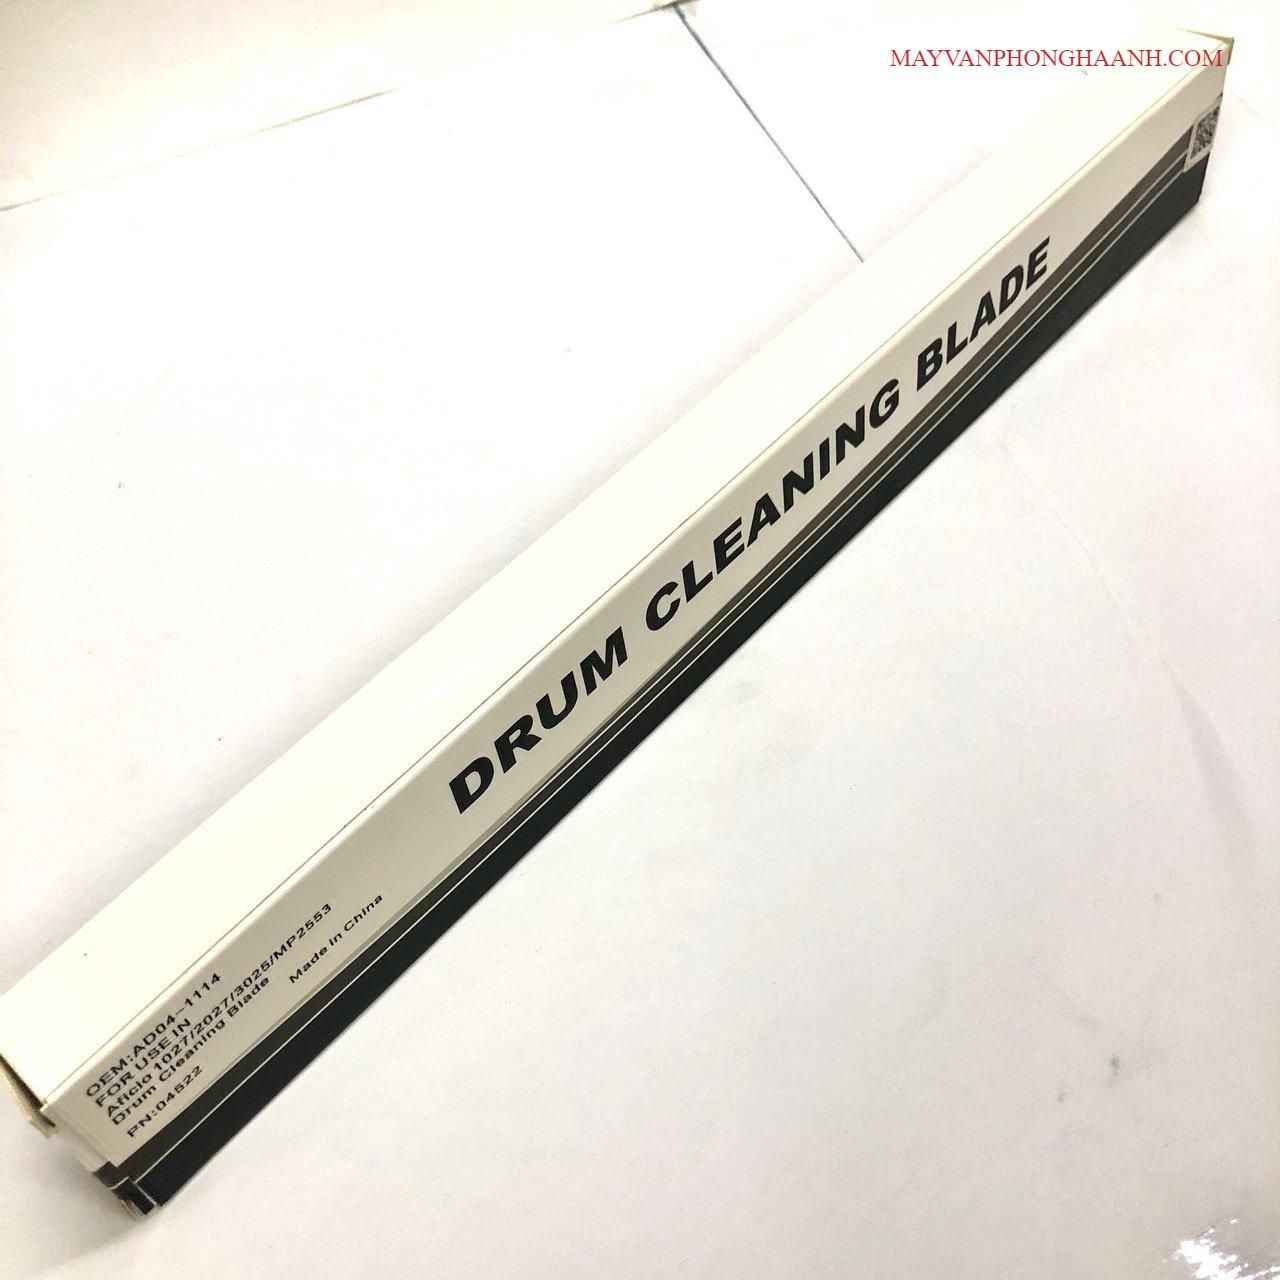 MAYVANPHONGHAANH.COM
DRUM CLEANING BLADE
OEM:AD04-1114
FOR USE IN
Aficio 1027/2027/3025/MP2553
Drum Cleaning Blade Made in China
PN:04522